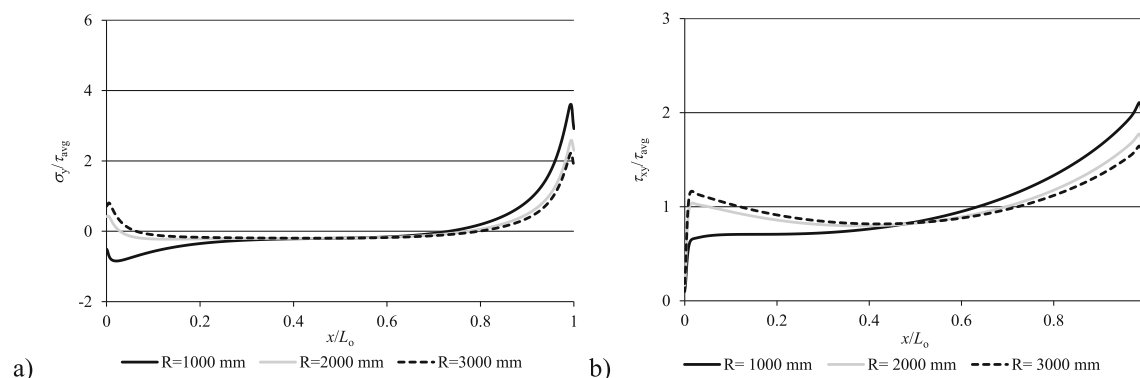 6
4
σy/τavg
2
0
-2
0 0.2 0.4 0.6 0.8 1
x/Lo
R=1000 mm R=2000 mm R=3000 mm
a)
3
2
τxy/τavg
1
0
0 0.2 0.4 0.6 0.8
x/Lo
R= 1000 mm R= 2000 mm R= 3000 mm
b)